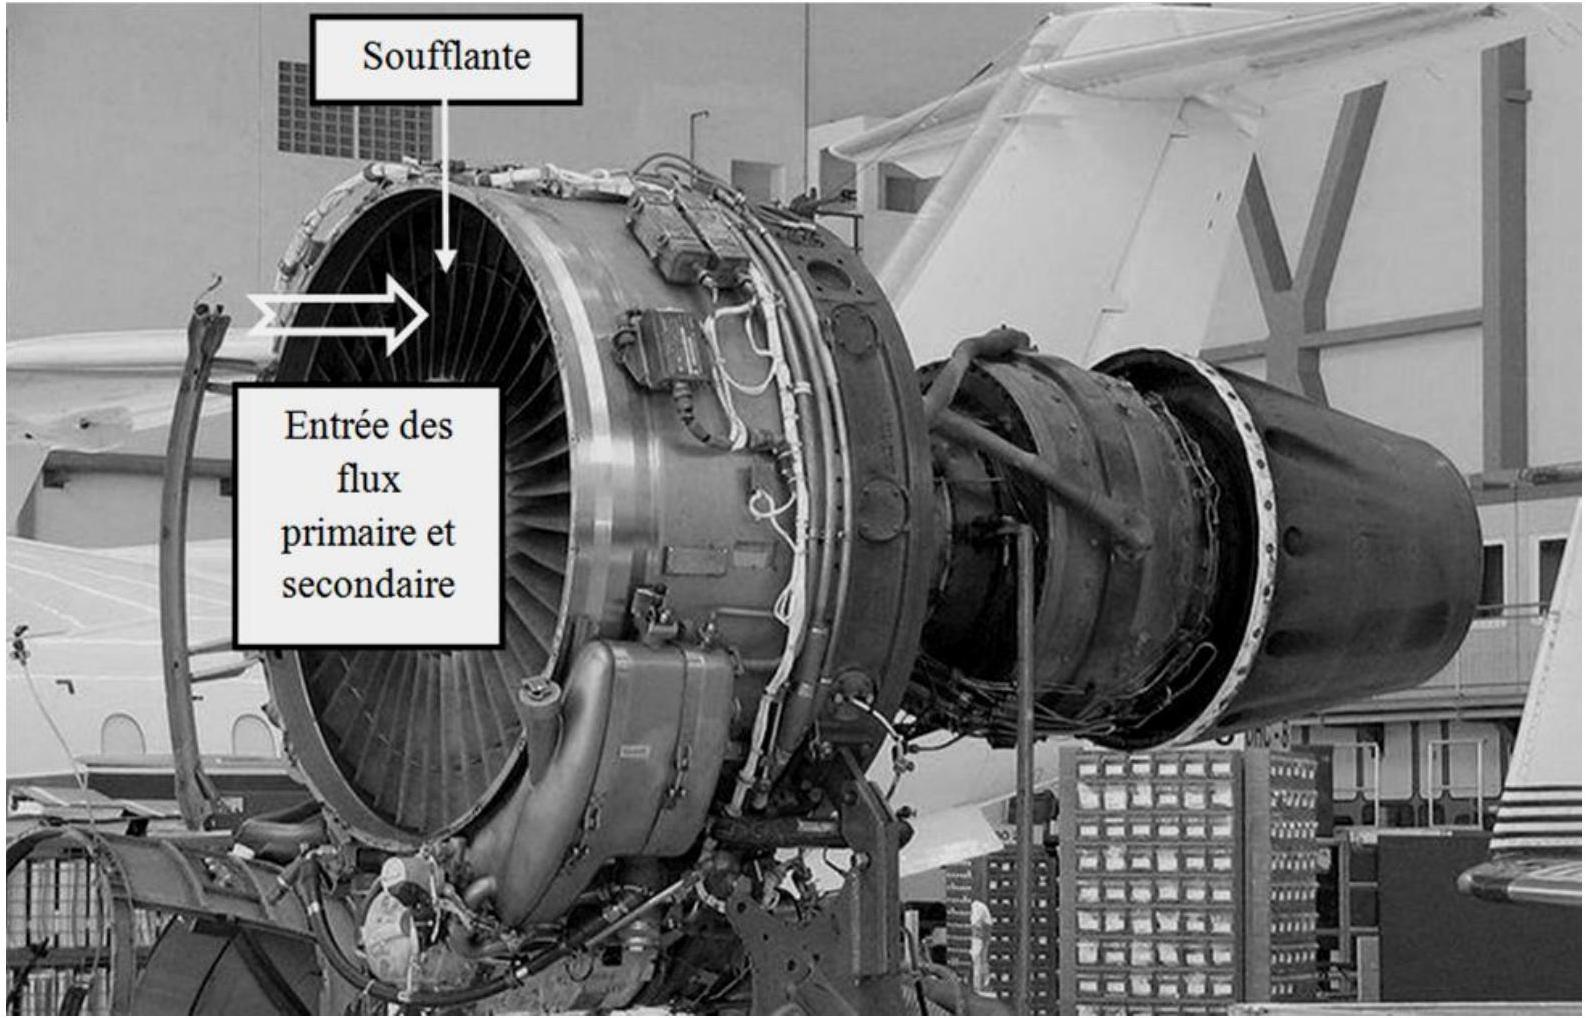 Soufflante
Entrée des
flux
primaire et
secondaire